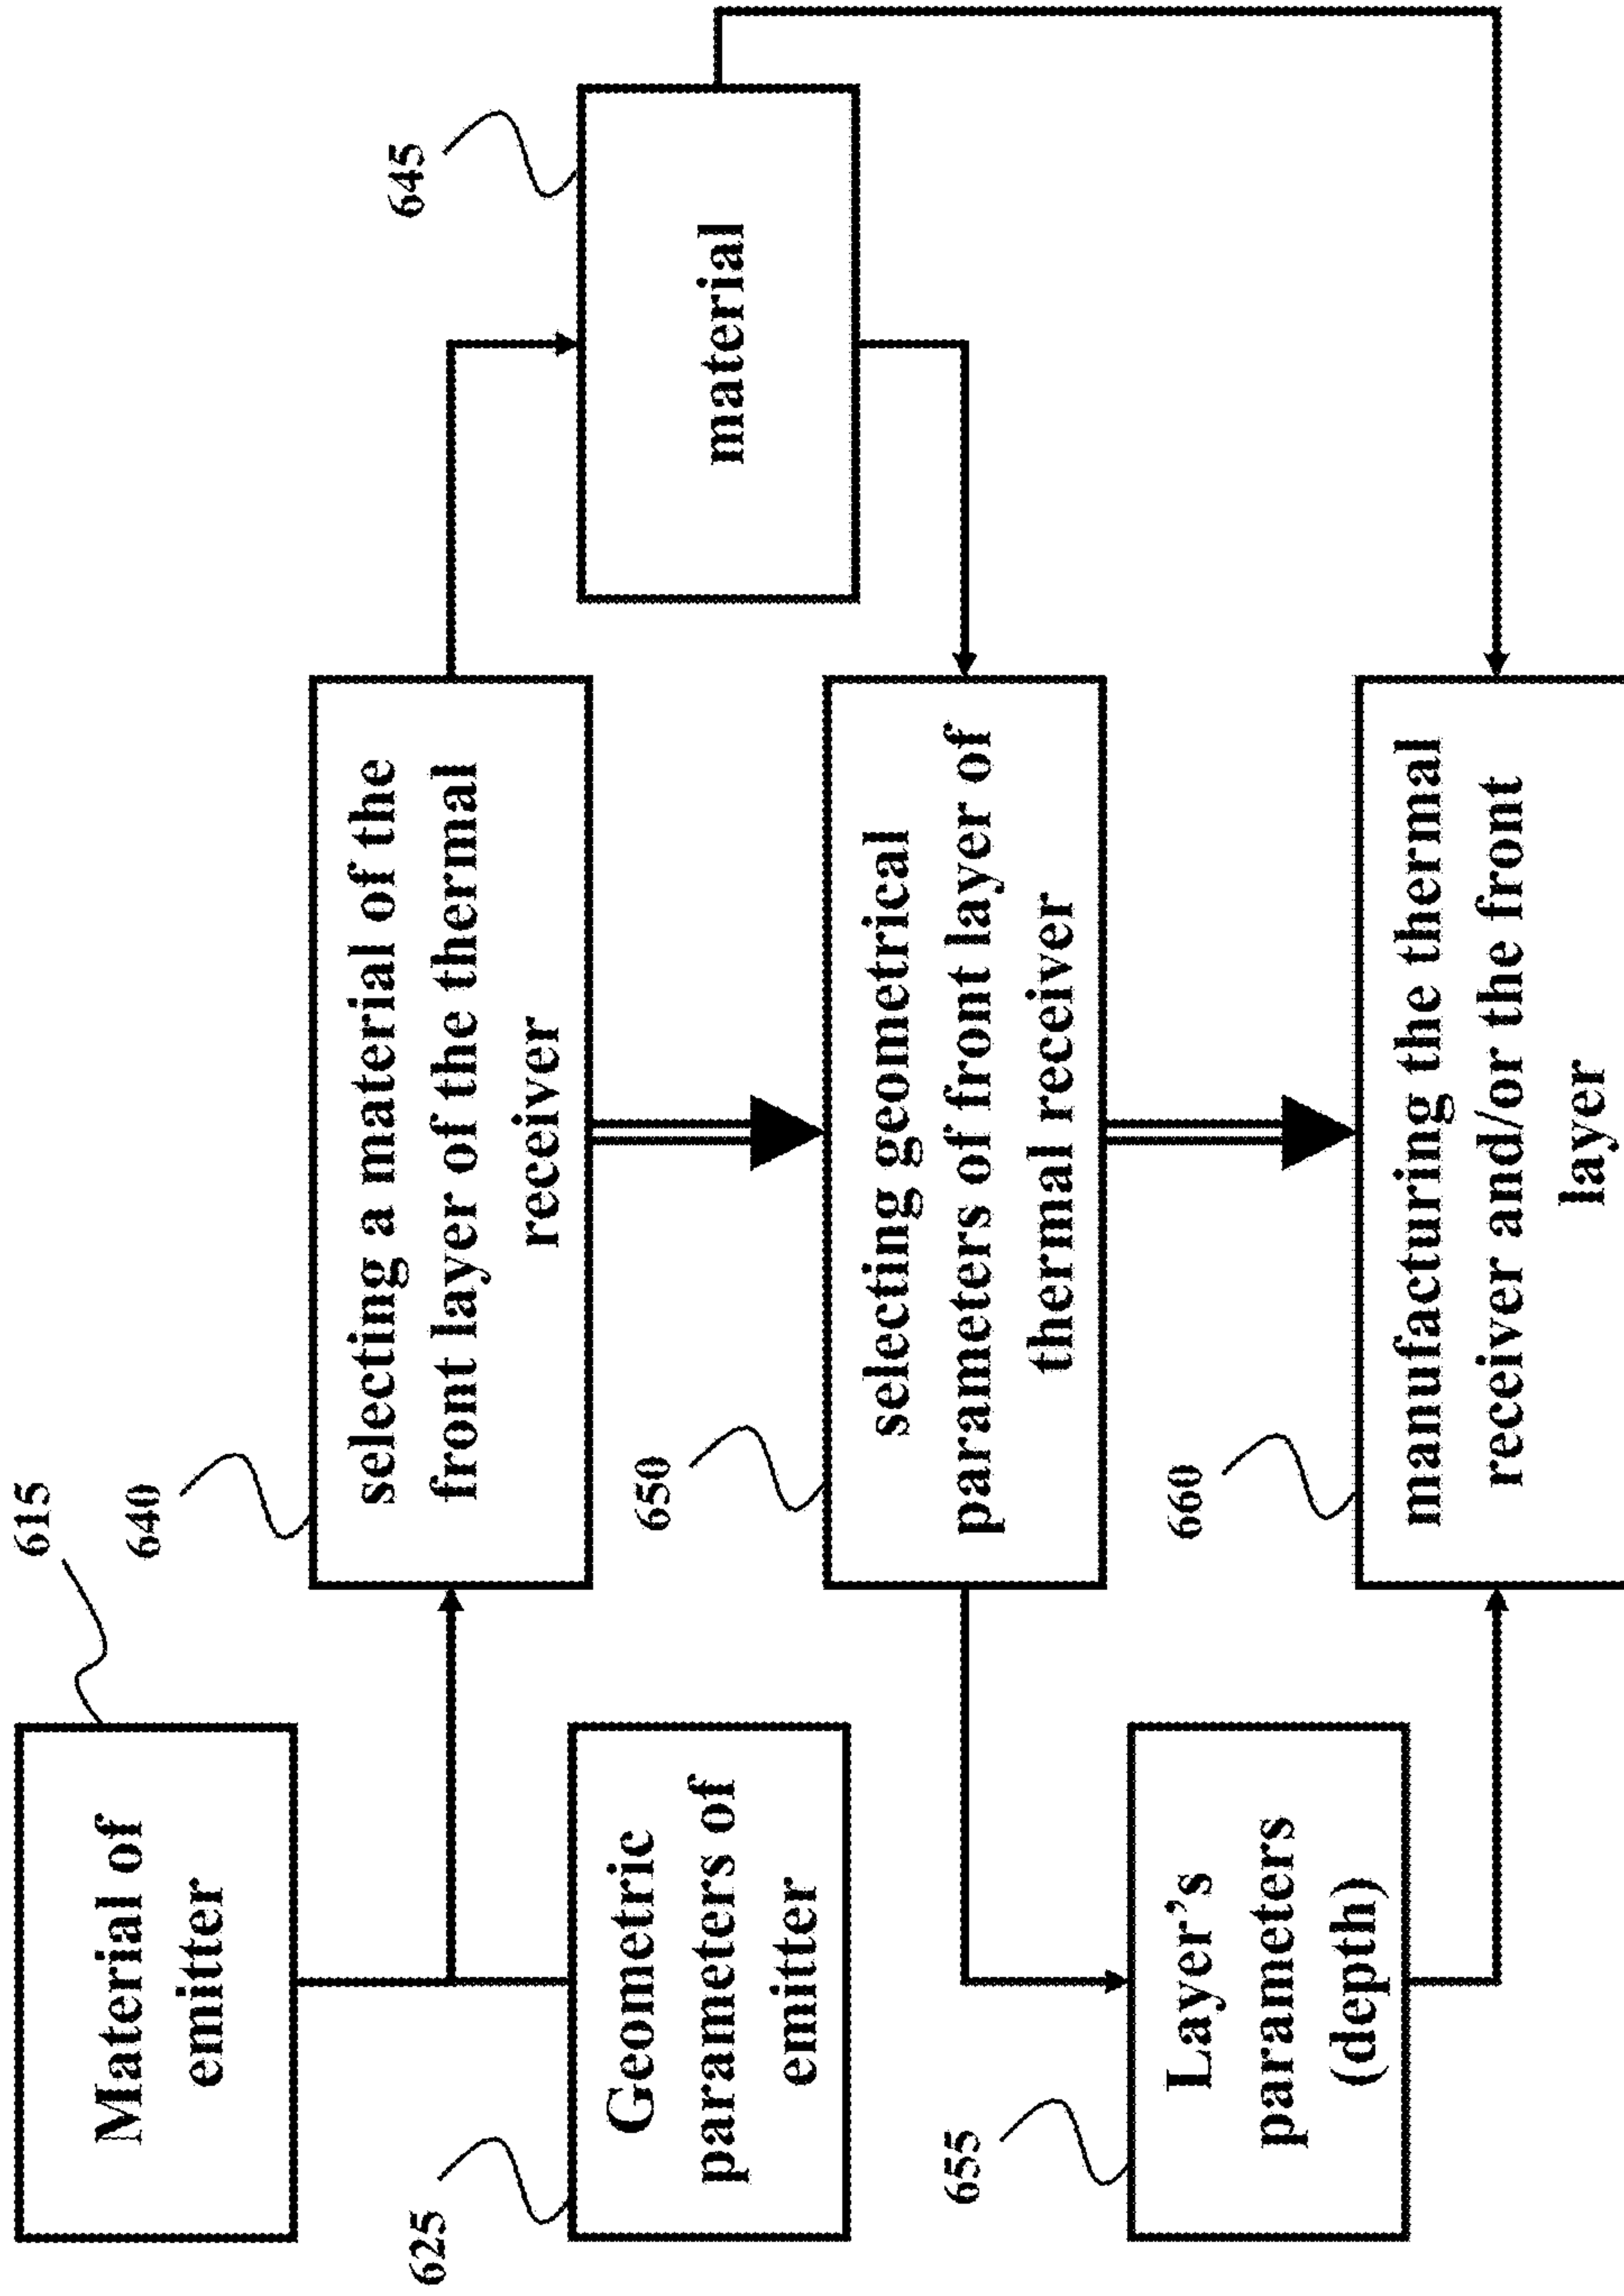 615
Material of
emitter
640
selecting a material of the
front layer of the thermal
receiver
645
material
625
Geometric
parameters of
emitter
650
selecting geometrical
parameters of front layer of
thermal receiver
655
Layer's
parameters
(depth)
660
manufacturing the thermal
receiver and/or the front
layer